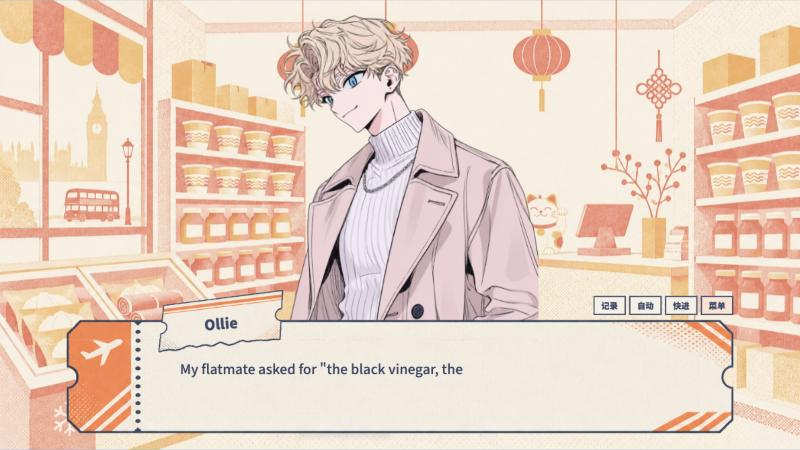 记录 自动 快进 菜单
Ollie
My flatmate asked for "the black vinegar, the